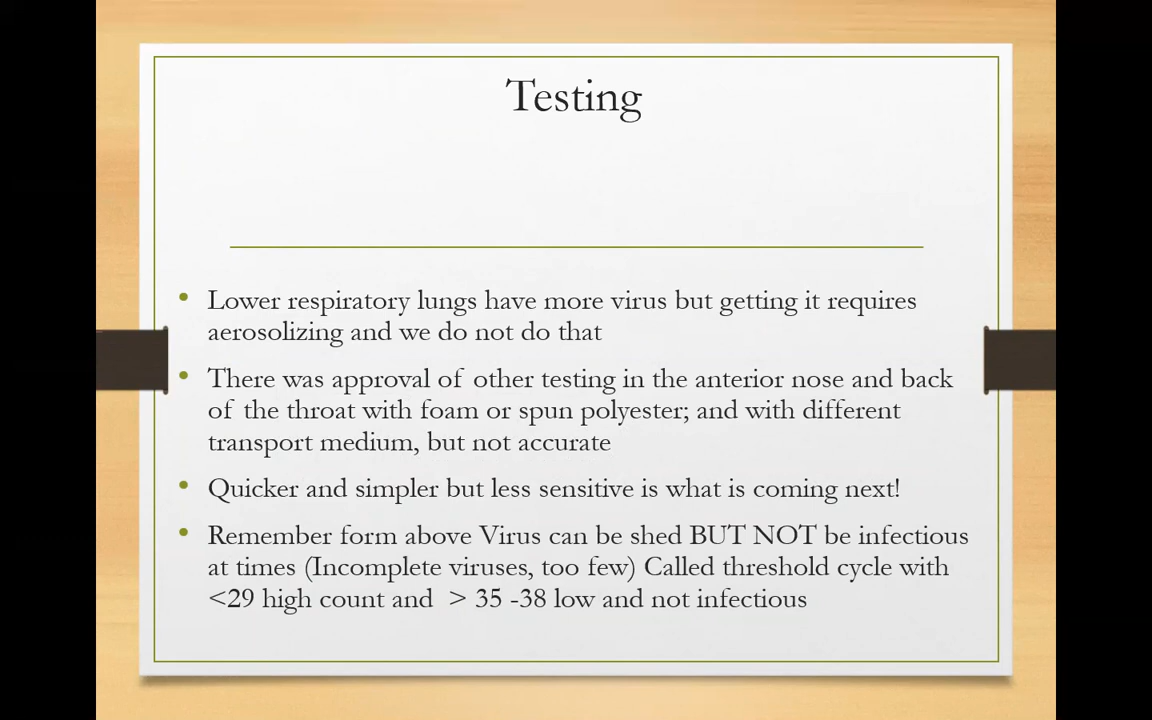 Testing
Lower respiratory lungs have more virus but getting it requires
aerosolizing and we do not do that
There was approval of other testing in the anterior nose and back
of the throat with foam or spun polyester; and with different
transport medium, but not accurate
Quicker and simpler but less sensitive is what is coming next!
Remember form above Virus can be shed BUT NOT be infectious
at times (Incomplete viruses, too few) Called threshold cycle with
<29 high count and > 35 -38 low and not infectious